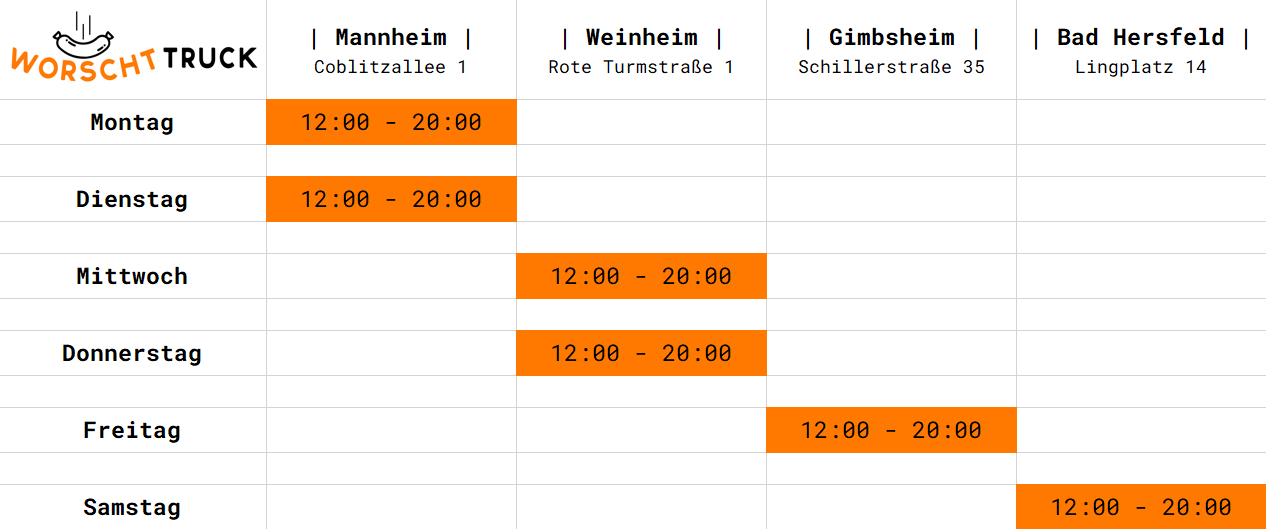 WORSCHT TRUCK
| Mannheim | | Weinheim | | Gimbsheim | | Bad Hersfeld |
Coblitzallee 1 Rote Turmstraße 1 Schillerstraße 35 Lingplatz 14
Montag 12:00 - 20:00
Dienstag 12:00 - 20:00
Mittwoch 12:00 - 20:00
Donnerstag 12:00 - 20:00
Freitag 12:00 - 20:00
Samstag 12:00 - 20:00